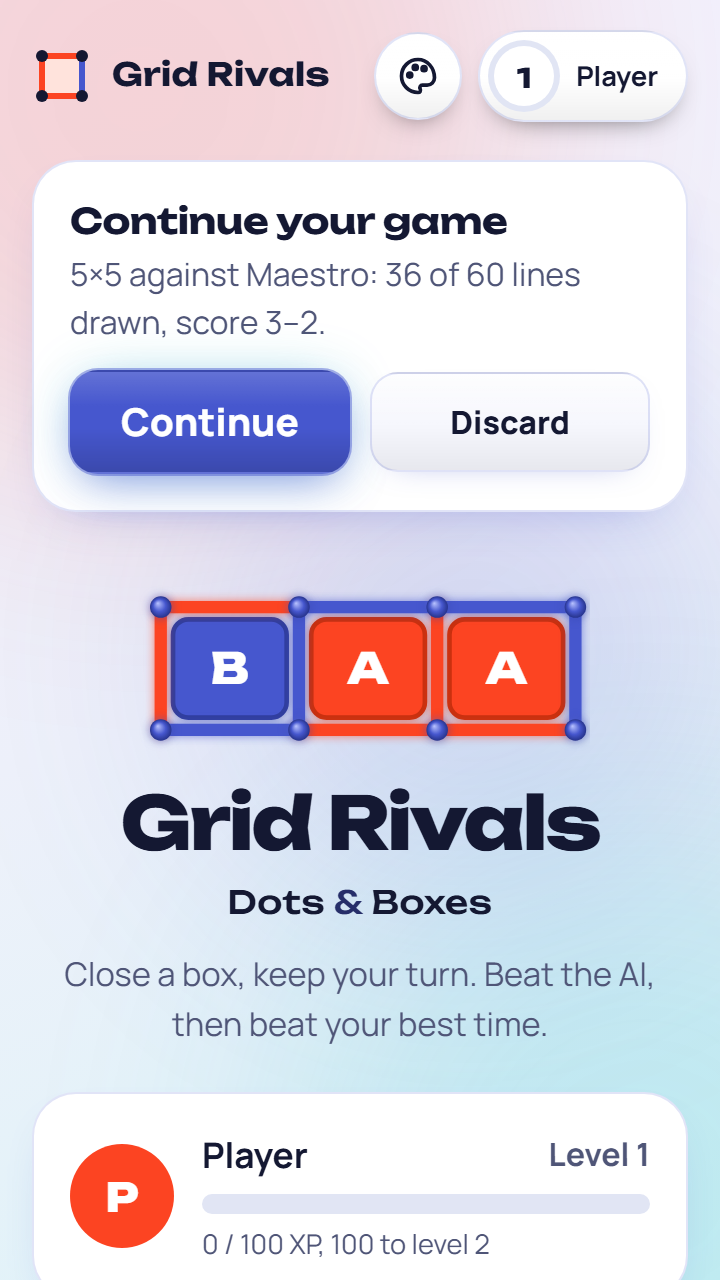 Grid Rivals
1
Player
Continue your game
5×5 against Maestro: 36 of 60 lines
drawn, score 3–2.
Continue
Discard
B
A
A
Grid Rivals
Dots & Boxes
Close a box, keep your turn. Beat the AI,
then beat your best time.
P
Player
Level 1
0 / 100 XP, 100 to level 2